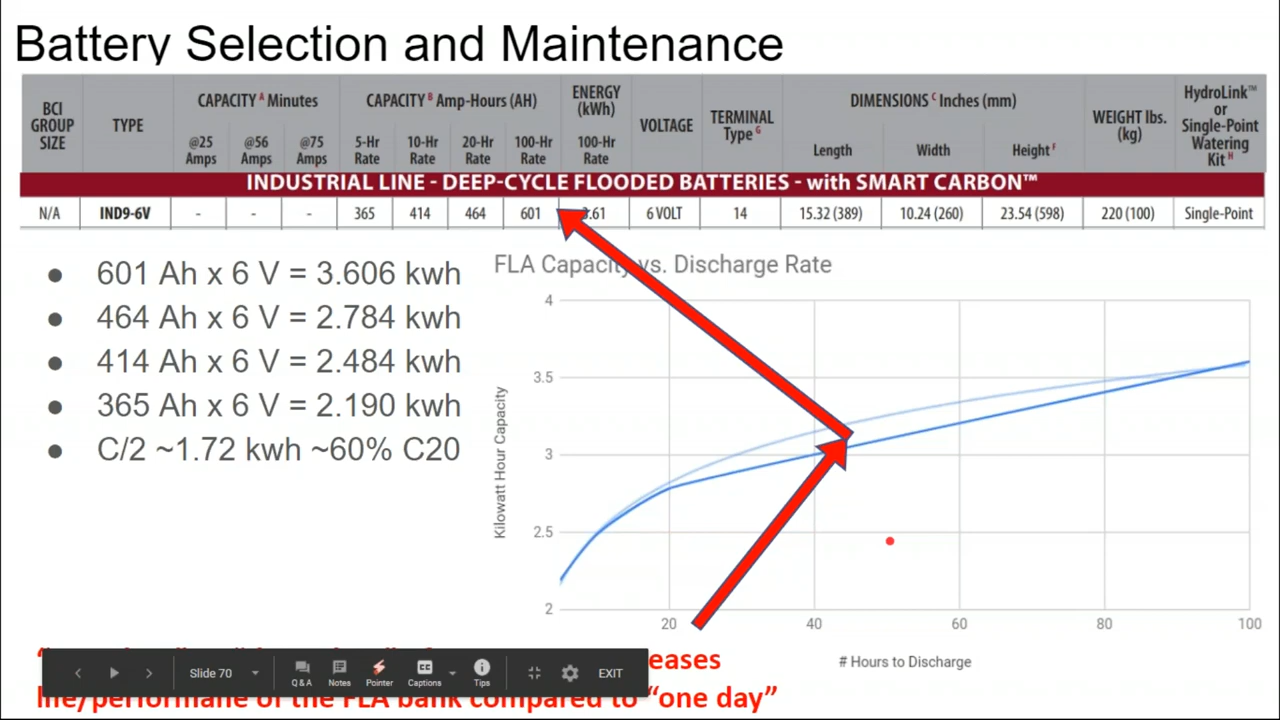 Battery Selection and Maintenance
BCI GROUP SIZE TYPE CAPACITY A Minutes CAPACITY B Amp-Hours (AH) ENERGY (kWh) VOLTAGE TERMINAL Type G DIMENSIONS C Inches (mm) WEIGHT lbs. (kg) HydroLink™ or Single-Point Watering Kit H
@25 Amps @56 Amps @75 Amps 5-Hr Rate 10-Hr Rate 20-Hr Rate 100-Hr Rate 100-Hr Rate Length Width Height F
INDUSTRIAL LINE - DEEP-CYCLE FLOODED BATTERIES - with SMART CARBON™
N/A IND9-6V - - - 365 414 464 601 .61 6 VOLT 14 15.32 (389) 10.24 (260) 23.54 (598) 220 (100) Single-Point
● 601 Ah x 6 V = 3.606 kwh
● 464 Ah x 6 V = 2.784 kwh
● 414 Ah x 6 V = 2.484 kwh
● 365 Ah x 6 V = 2.190 kwh
● C/2 ~1.72 kwh ~60% C20
FLA Capacity vs. Discharge Rate
Kilowatt Hour Capacity
4
3.5
3
2.5
2
20 40 60 80 100
# Hours to Discharge
Slide 70 Q & A Notes Pointer Captions Tips EXIT
eases
life/performane of the FLA bank compared to "one day"